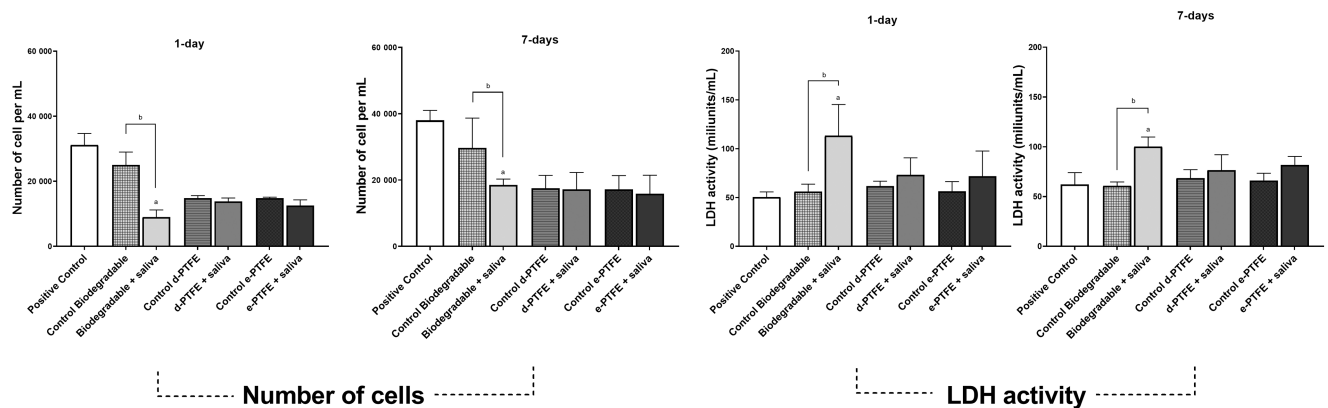 1-day
Number of cell per mL
60 000
40 000
20 000
0
b
a
Positive Control
Control Biodegradable
Biodegradable + saliva
Control d-PTFE
d-PTFE + saliva
Control e-PTFE
e-PTFE + saliva
7-days
Number of cell per mL
60 000
40 000
20 000
0
b
a
Positive Control
Control Biodegradable
Biodegradable + saliva
Control d-PTFE
d-PTFE + saliva
Control e-PTFE
e-PTFE + saliva
Number of cells
1-day
LDH activity (miliunits/mL)
200
150
100
50
0
b
a
Positive Control
Control Biodegradable
Biodegradable + saliva
Control d-PTFE
d-PTFE + saliva
Control e-PTFE
e-PTFE + saliva
7-days
LDH activity (miliunits/mL)
200
150
100
50
0
b
a
Positive Control
Control Biodegradable
Biodegradable + saliva
Control d-PTFE
d-PTFE + saliva
Control e-PTFE
e-PTFE + saliva
LDH activity